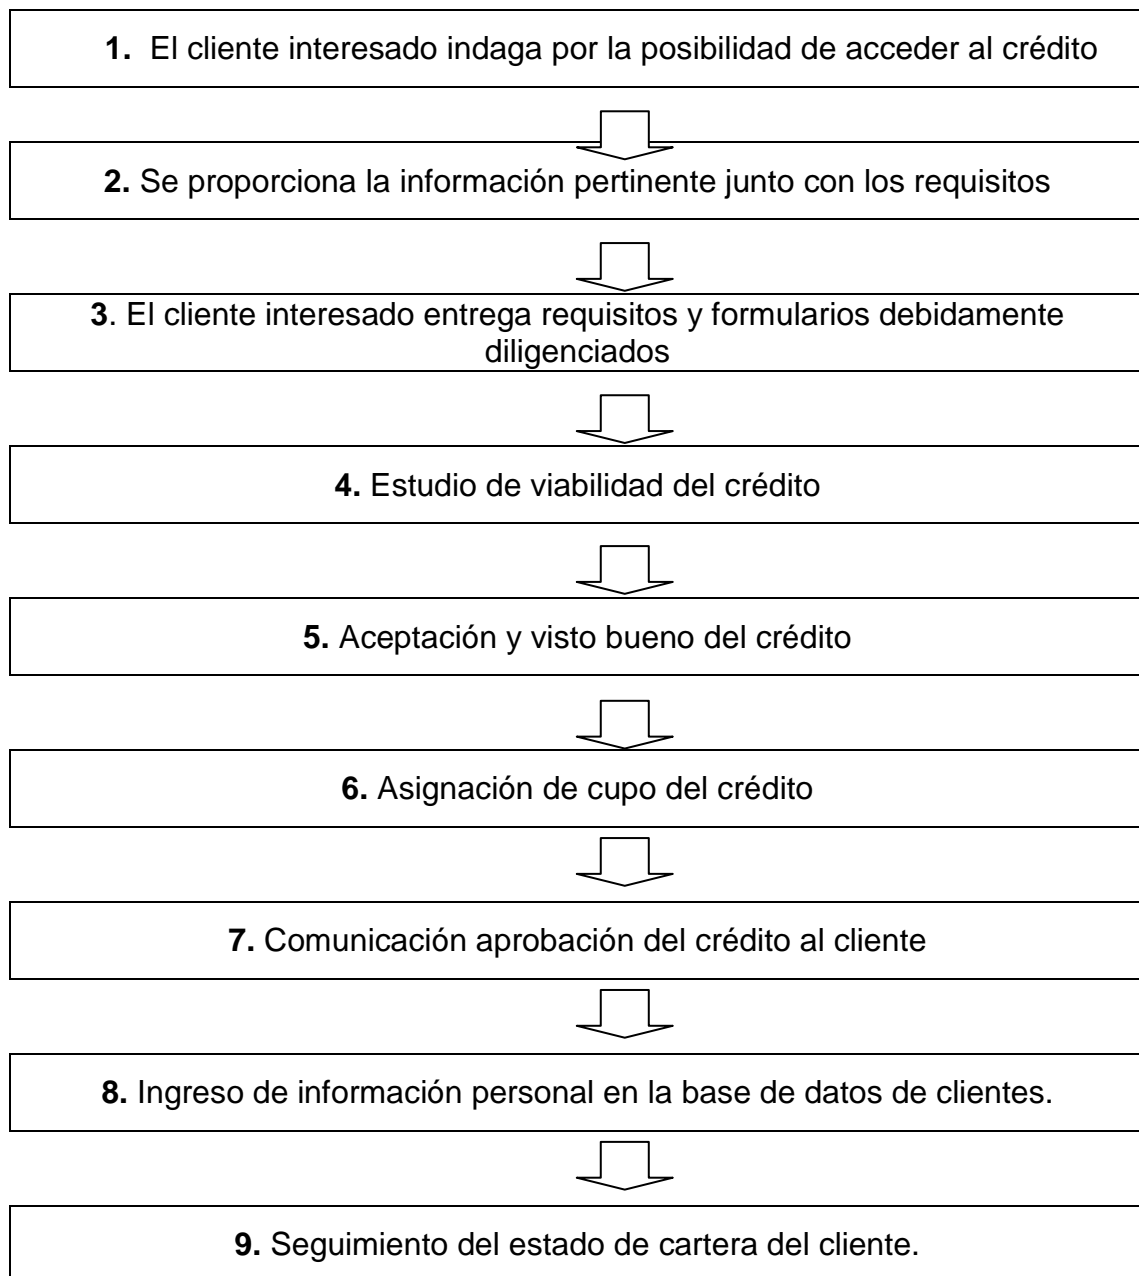 1. El cliente interesado indaga por la posibilidad de acceder al crédito
2. Se proporciona la información pertinente junto con los requisitos
3. El cliente interesado entrega requisitos y formularios debidamente
diligenciados
4. Estudio de viabilidad del crédito
5. Aceptación y visto bueno del crédito
6. Asignación de cupo del crédito
7. Comunicación aprobación del crédito al cliente
8. Ingreso de información personal en la base de datos de clientes.
9. Seguimiento del estado de cartera del cliente.